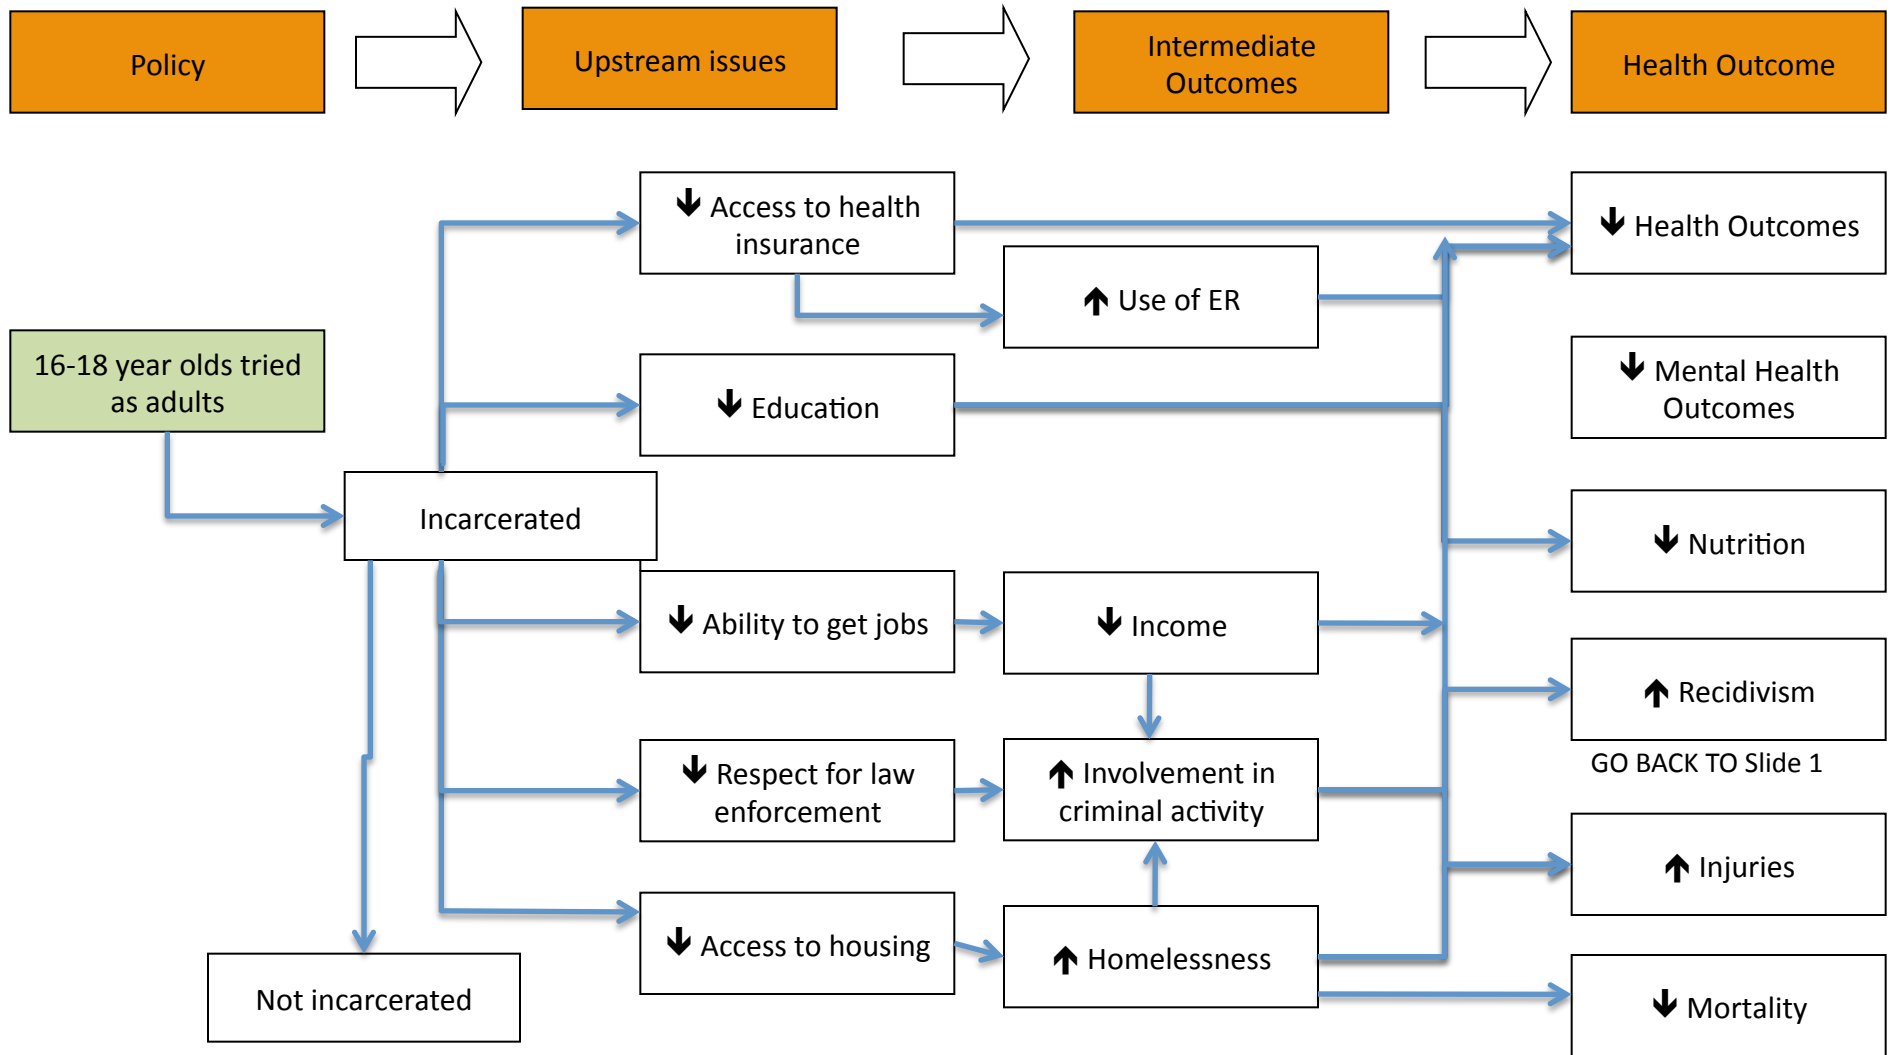 Policy
Upstream issues
Intermediate
Outcomes
Health Outcome
🡻 Access to health
insurance
🡻 Health Outcomes
🡹 Use of ER
16-18 year olds tried
as adults
🡻 Mental Health
Outcomes
🡻 Education
Incarcerated
🡻 Nutrition
🡻 Ability to get jobs
🡻 Income
🡹 Recidivism
GO BACK TO Slide 1
🡻 Respect for law
enforcement
🡹 Involvement in
criminal activity
🡹 Injuries
🡻 Access to housing
🡹 Homelessness
Not incarcerated
🡻 Mortality